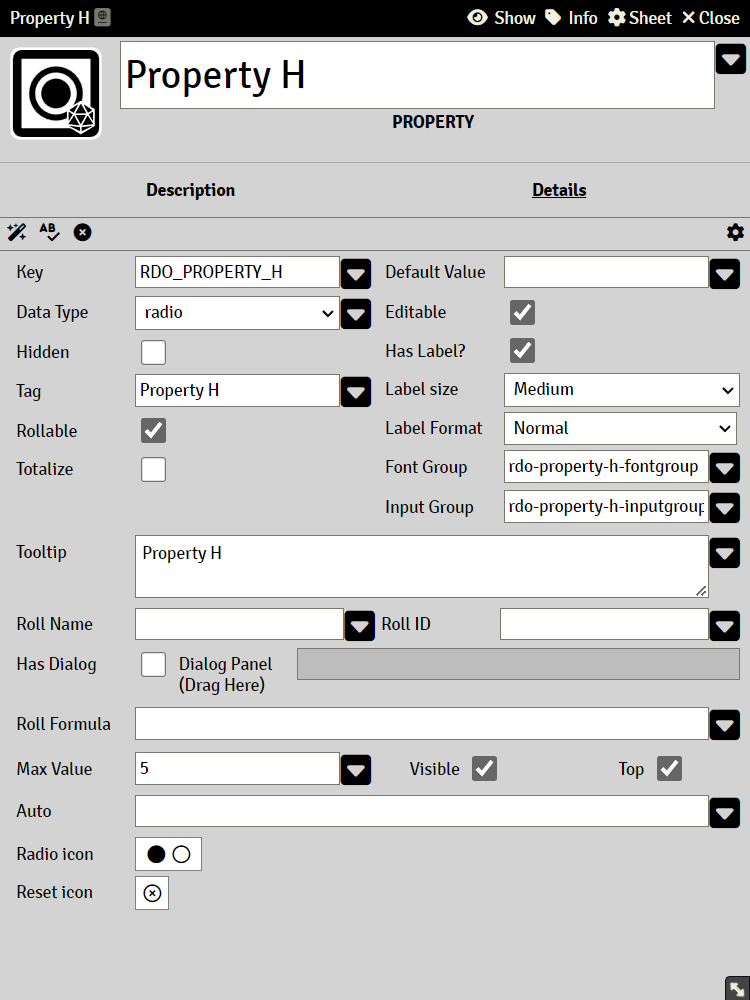 Property H Show Info Sheet Close
Property H
PROPERTY
Description Details
AB
Key RDO_PROPERTY_H Default Value
Data Type radio Editable
Hidden Has Label?
Tag Property H Label size Medium
Rollable Label Format Normal
Totalize Font Group rdo-property-h-fontgroup
Input Group rdo-property-h-inputgroup
Tooltip Property H
Roll Name Roll ID
Has Dialog Dialog Panel
(Drag Here)
Roll Formula
Max Value 5 Visible Top
Auto
Radio icon
Reset icon